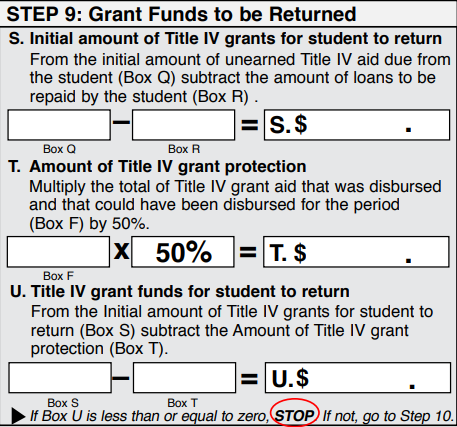 STEP 9: Grant Funds to be Returned
S. Initial amount of Title IV grants for student to return
From the initial amount of unearned Title IV aid due from
the student (Box Q) subtract the amount of loans to be
repaid by the student (Box R) .
– = S. $ .
Box Q Box R
T. Amount of Title IV grant protection
Multiply the total of Title IV grant aid that was disbursed
and that could have been disbursed for the period
(Box F) by 50%.
x 50% = T. $ .
Box F
U. Title IV grant funds for student to return
From the Initial amount of Title IV grants for student to
return (Box S) subtract the Amount of Title IV grant
protection (Box T).
– = U.$ .
Box S Box T
▶ If Box U is less than or equal to zero, STOP If not, go to Step 10.